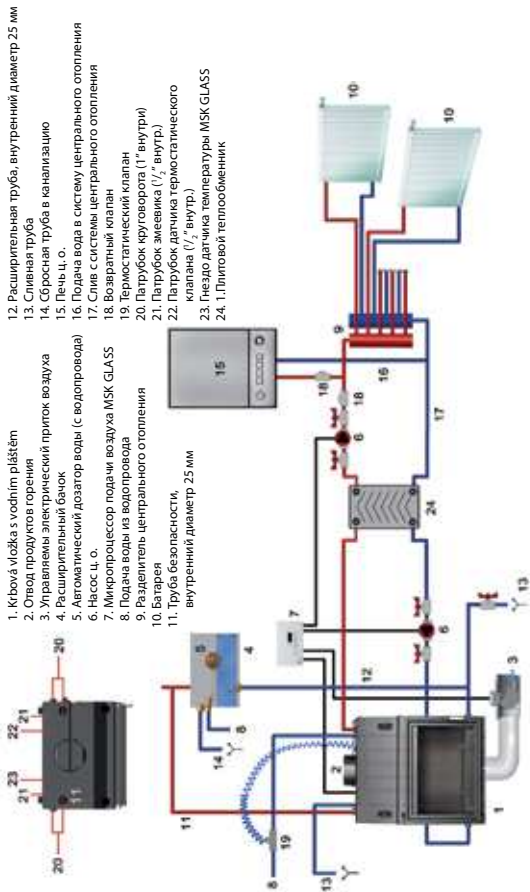 1. Krbová vložka s vodním pláštěm
2. Отвод продуктов горения
3. Управляемы электрический приток воздуха
4. Расширительный бачок
5. Автоматический дозатор воды (с водопровода)
6. Насос ц. о.
7. Микропроцессор подачи воздуха MSK GLASS
8. Подача воды из водопровода
9. Разделитель центрального отопления
10. Батарея
11. Труба безопасности,
внутренний диаметр 25 мм
12. Расширительная труба, внутренний диаметр 25 мм
13. Сливная труба
14. Сбросная труба в канализацию
15. Печь ц. о.
16. Подача вода в систему центрального отопления
17. Слив с системы центрального отопления
18. Возвратный клапан
19. Термостатический клапан
20. Патрубок круговорота (1" внутри)
21. Патрубок змеевика (1/2" внутр.)
22. Патрубок датчика термостатического
клапана (1/2" внутр.)
23. Гнездо датчика температуры MSK GLASS
24. 1.Плитовой теплообменник
20 21 23 22 21 20
11
11 14 8 5 4
7
15
18
10
19 2 12
6 18 9
16
10
8 13
24
17
6
1 3 13